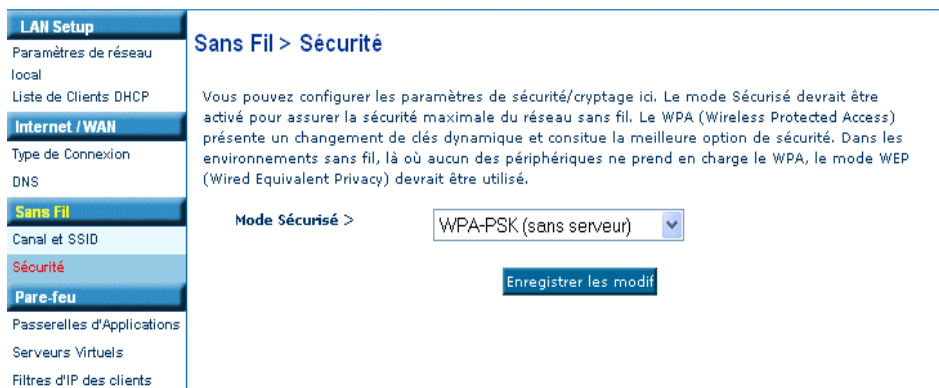 LAN Setup
Paramètres de réseau
local
Liste de Clients DHCP
Internet / WAN
Type de Connexion
DNS
Sans Fil
Canal et SSID
Sécurité
Pare-feu
Passerelles d'Applications
Serveurs Virtuels
Filtres d'IP des clients
Sans Fil > Sécurité
Vous pouvez configurer les paramètres de sécurité/cryptage ici. Le mode Sécurisé devrait être
activé pour assurer la sécurité maximale du réseau sans fil. Le WPA (Wireless Protected Access)
présente un changement de clés dynamique et consitue la meilleure option de sécurité. Dans les
environnements sans fil, là où aucun des périphériques ne prend en charge le WPA, le mode WEP
(Wired Equivalent Privacy) devrait être utilisé.
Mode Sécurisé > WPA-PSK (sans serveur)
Enregistrer les modif